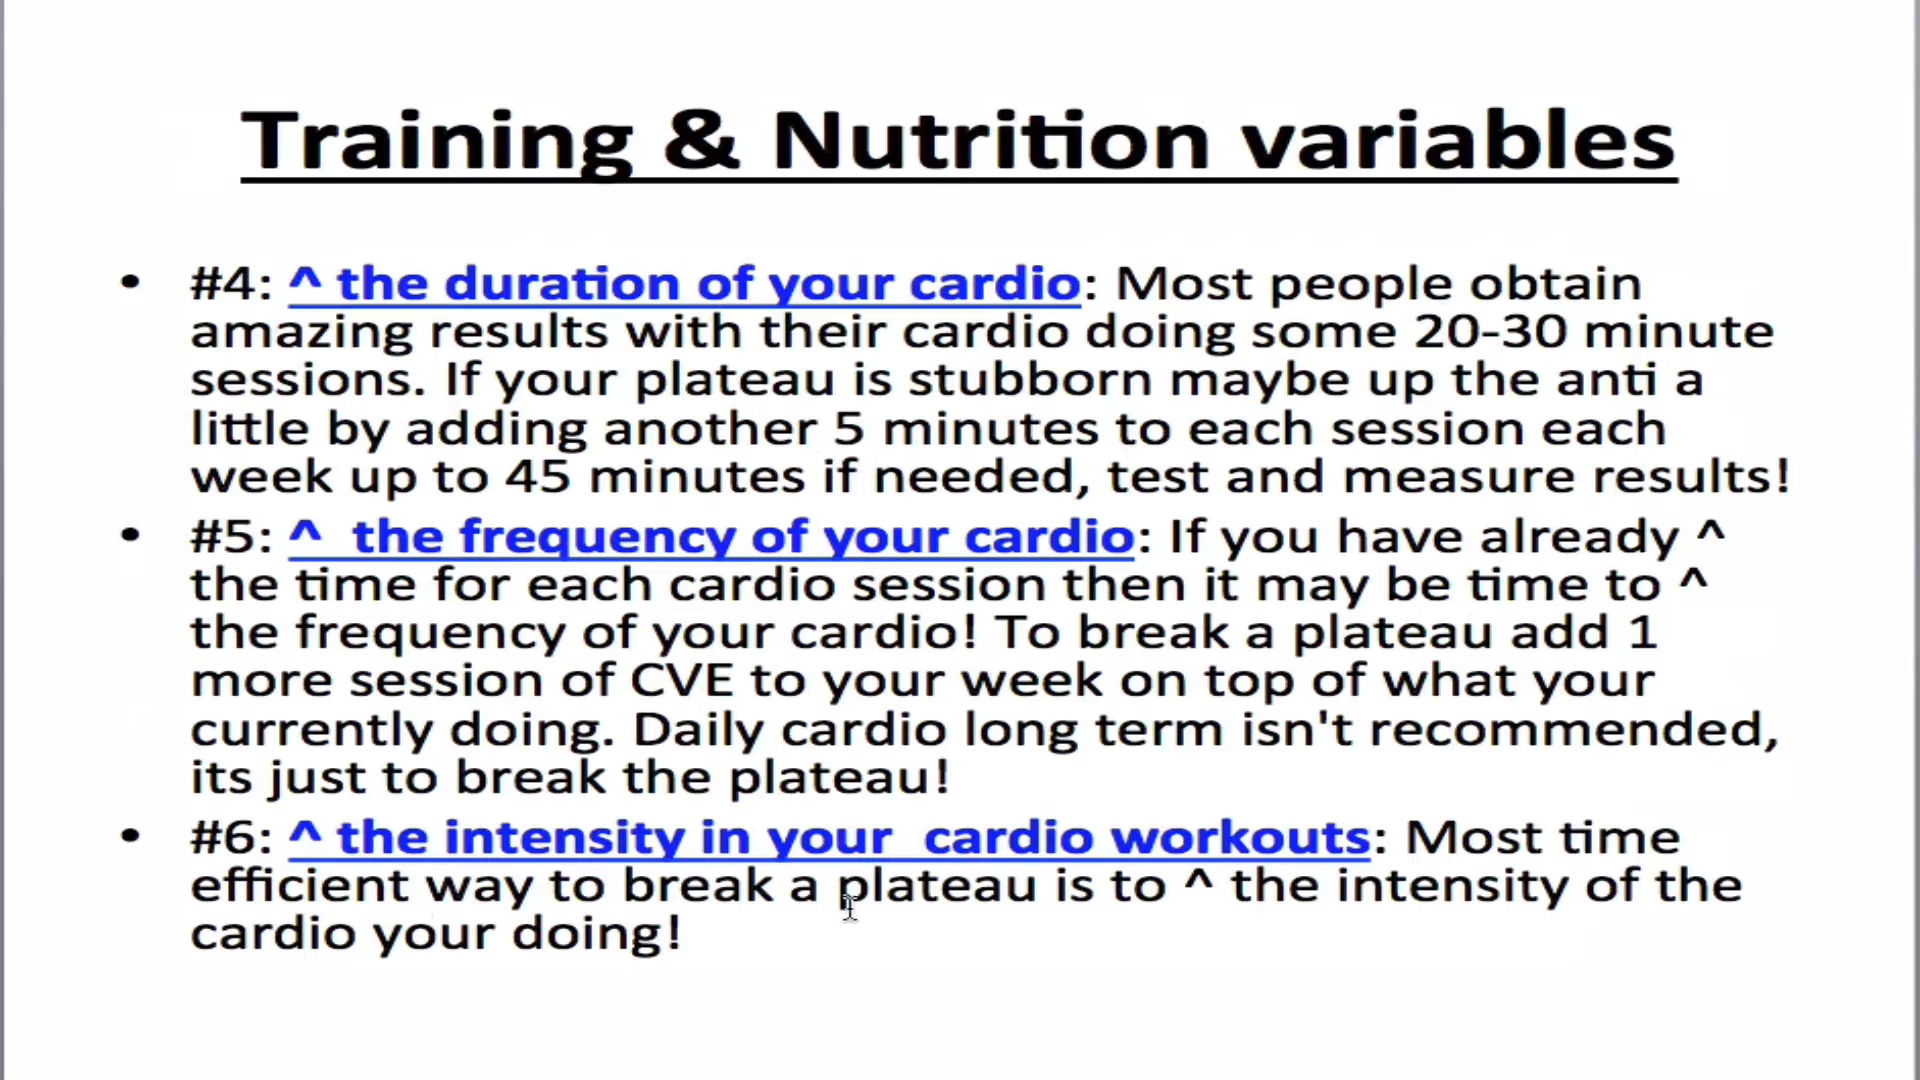 Training & Nutrition variables
• #4: ^ the duration of your cardio: Most people obtain
amazing results with their cardio doing some 20-30 minute
sessions. If your plateau is stubborn maybe up the anti a
little by adding another 5 minutes to each session each
week up to 45 minutes if needed, test and measure results!
• #5: ^  the frequency of your cardio: If you have already ^
the time for each cardio session then it may be time to ^
the frequency of your cardio! To break a plateau add 1
more session of CVE to your week on top of what your
currently doing. Daily cardio long term isn't recommended,
its just to break the plateau!
• #6: ^ the intensity in your  cardio workouts: Most time
efficient way to break a plateau is to ^ the intensity of the
cardio your doing!